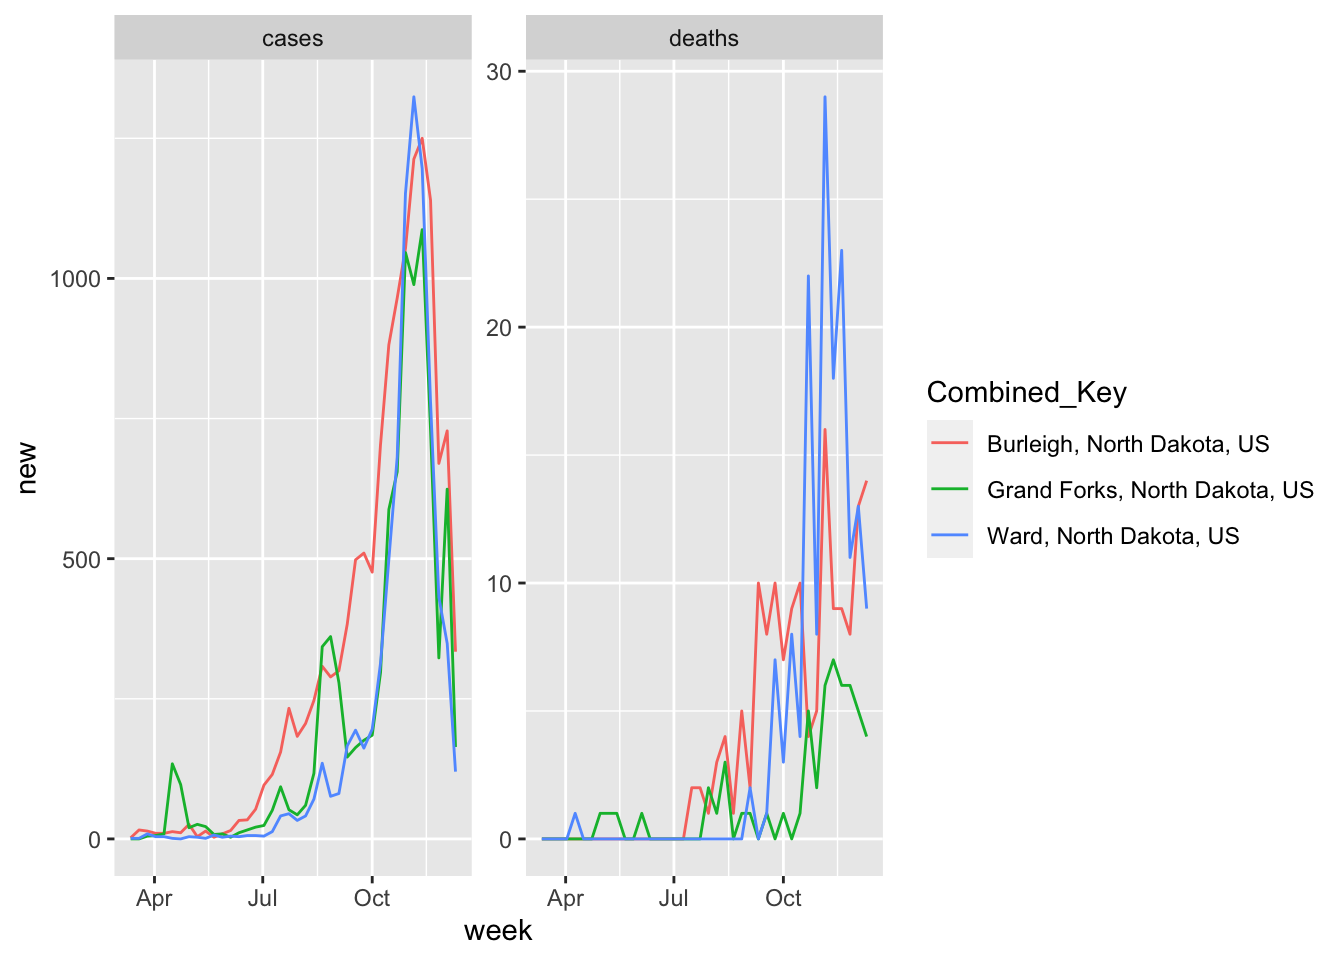 cases
deaths
new
1000
500
0
30
20
10
0
Apr
Jul
Oct
Apr
Jul
Oct
week
Combined_Key
Burleigh, North Dakota, US
Grand Forks, North Dakota, US
Ward, North Dakota, US